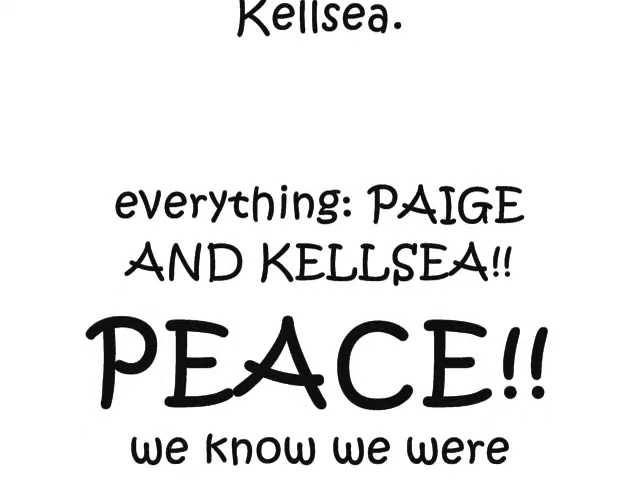 Kellsea.
everything: PAIGE
AND KELLSEA!!
PEACE!!
we know we were